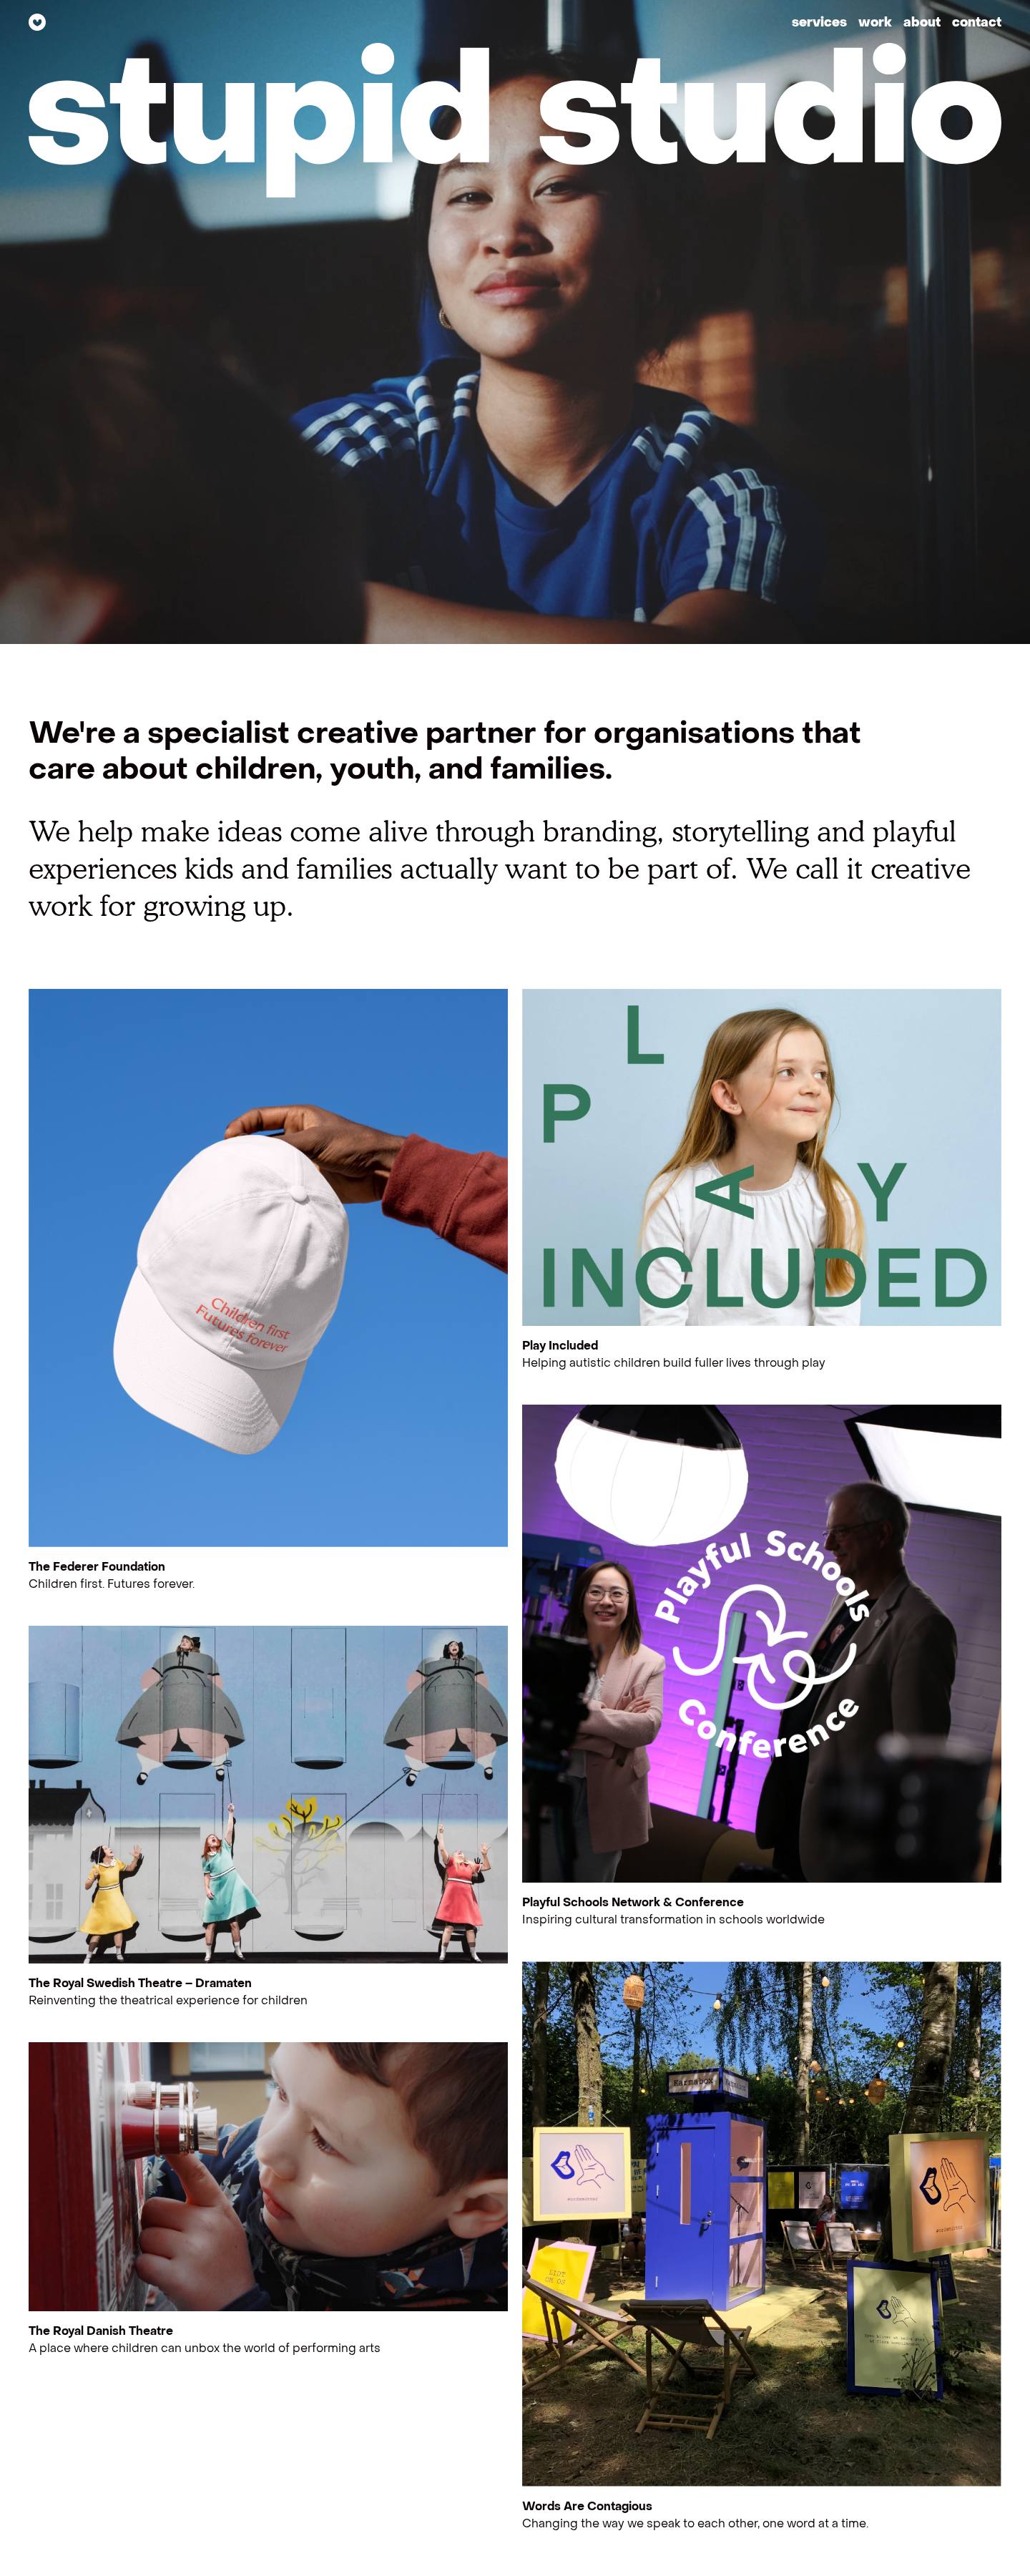 services work about contact
stupid studio
We're a specialist creative partner for organisations that
care about children, youth, and families.
We help make ideas come alive through branding, storytelling and playful
experiences kids and families actually want to be part of. We call it creative
work for growing up.
Children first
Futures forever
The Federer Foundation
Children first. Futures forever.
PLAY
INCLUDED
Play Included
Helping autistic children build fuller lives through play
Playful Schools
Conference
Playful Schools Network & Conference
Inspiring cultural transformation in schools worldwide
The Royal Swedish Theatre – Dramaten
Reinventing the theatrical experience for children
The Royal Danish Theatre
A place where children can unbox the world of performing arts
Karmabox
Words Are Contagious
Changing the way we speak to each other, one word at a time.